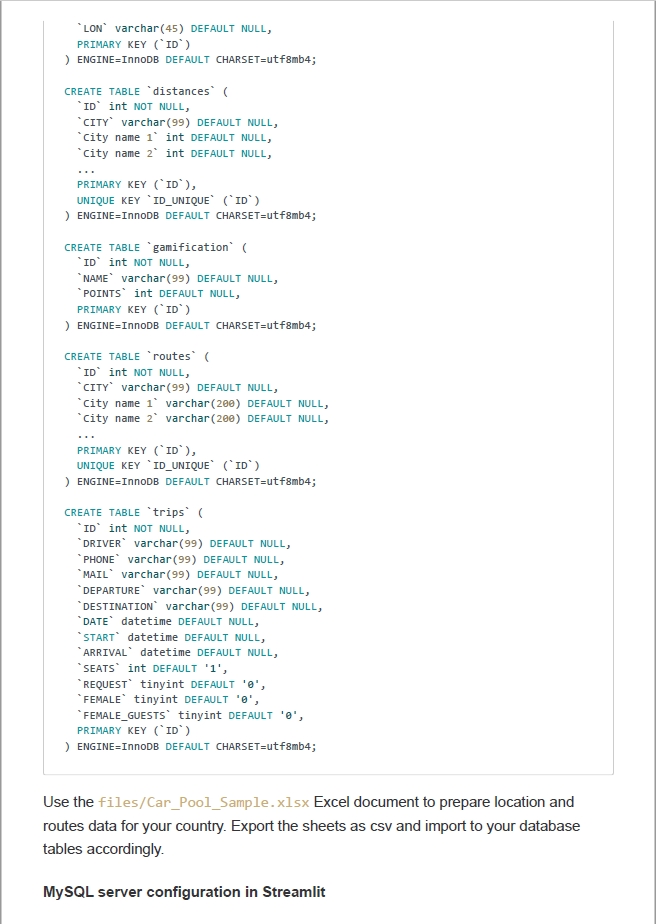 `LON` varchar(45) DEFAULT NULL,
PRIMARY KEY (`ID`)
) ENGINE=InnoDB DEFAULT CHARSET=utf8mb4;
CREATE TABLE `distances` (
`ID` int NOT NULL,
`CITY` varchar(99) DEFAULT NULL,
`City name 1` int DEFAULT NULL,
`City name 2` int DEFAULT NULL,
...
PRIMARY KEY (`ID`),
UNIQUE KEY `ID_UNIQUE` (`ID`)
) ENGINE=InnoDB DEFAULT CHARSET=utf8mb4;
CREATE TABLE `gamification` (
`ID` int NOT NULL,
`NAME` varchar(99) DEFAULT NULL,
`POINTS` int DEFAULT NULL,
PRIMARY KEY (`ID`)
) ENGINE=InnoDB DEFAULT CHARSET=utf8mb4;
CREATE TABLE `routes` (
`ID` int NOT NULL,
`CITY` varchar(99) DEFAULT NULL,
`City name 1` varchar(200) DEFAULT NULL,
`City name 2` varchar(200) DEFAULT NULL,
...
PRIMARY KEY (`ID`),
UNIQUE KEY `ID_UNIQUE` (`ID`)
) ENGINE=InnoDB DEFAULT CHARSET=utf8mb4;
CREATE TABLE `trips` (
`ID` int NOT NULL,
`DRIVER` varchar(99) DEFAULT NULL,
`PHONE` varchar(99) DEFAULT NULL,
`MAIL` varchar(99) DEFAULT NULL,
`DEPARTURE` varchar(99) DEFAULT NULL,
`DESTINATION` varchar(99) DEFAULT NULL,
`DATE` datetime DEFAULT NULL,
`START` datetime DEFAULT NULL,
`ARRIVAL` datetime DEFAULT NULL,
`SEATS` int DEFAULT '1',
`REQUEST` tinyint DEFAULT '0',
`FEMALE` tinyint DEFAULT '0',
`FEMALE_GUESTS` tinyint DEFAULT '0',
PRIMARY KEY (`ID`)
) ENGINE=InnoDB DEFAULT CHARSET=utf8mb4;
Use the files/Car_Pool_Sample.xlsx Excel document to prepare location and
routes data for your country. Export the sheets as csv and import to your database
tables accordingly.
MySQL server configuration in Streamlit